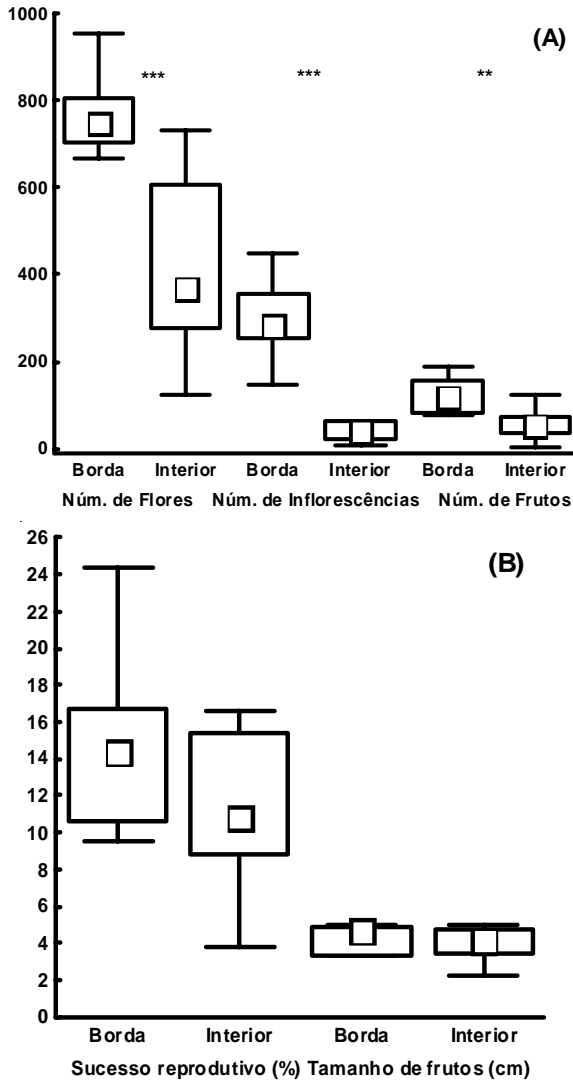 1000
(A)
*** *** **
800
600
400
200
0
Borda Interior Borda Interior Borda Interior
Núm. de Flores Núm. de Inflorescências Núm. de Frutos
26
(B)
24
22
20
18
16
14
12
10
8
6
4
2
0
Borda Interior Borda Interior
Sucesso reprodutivo (%) Tamanho de frutos (cm)